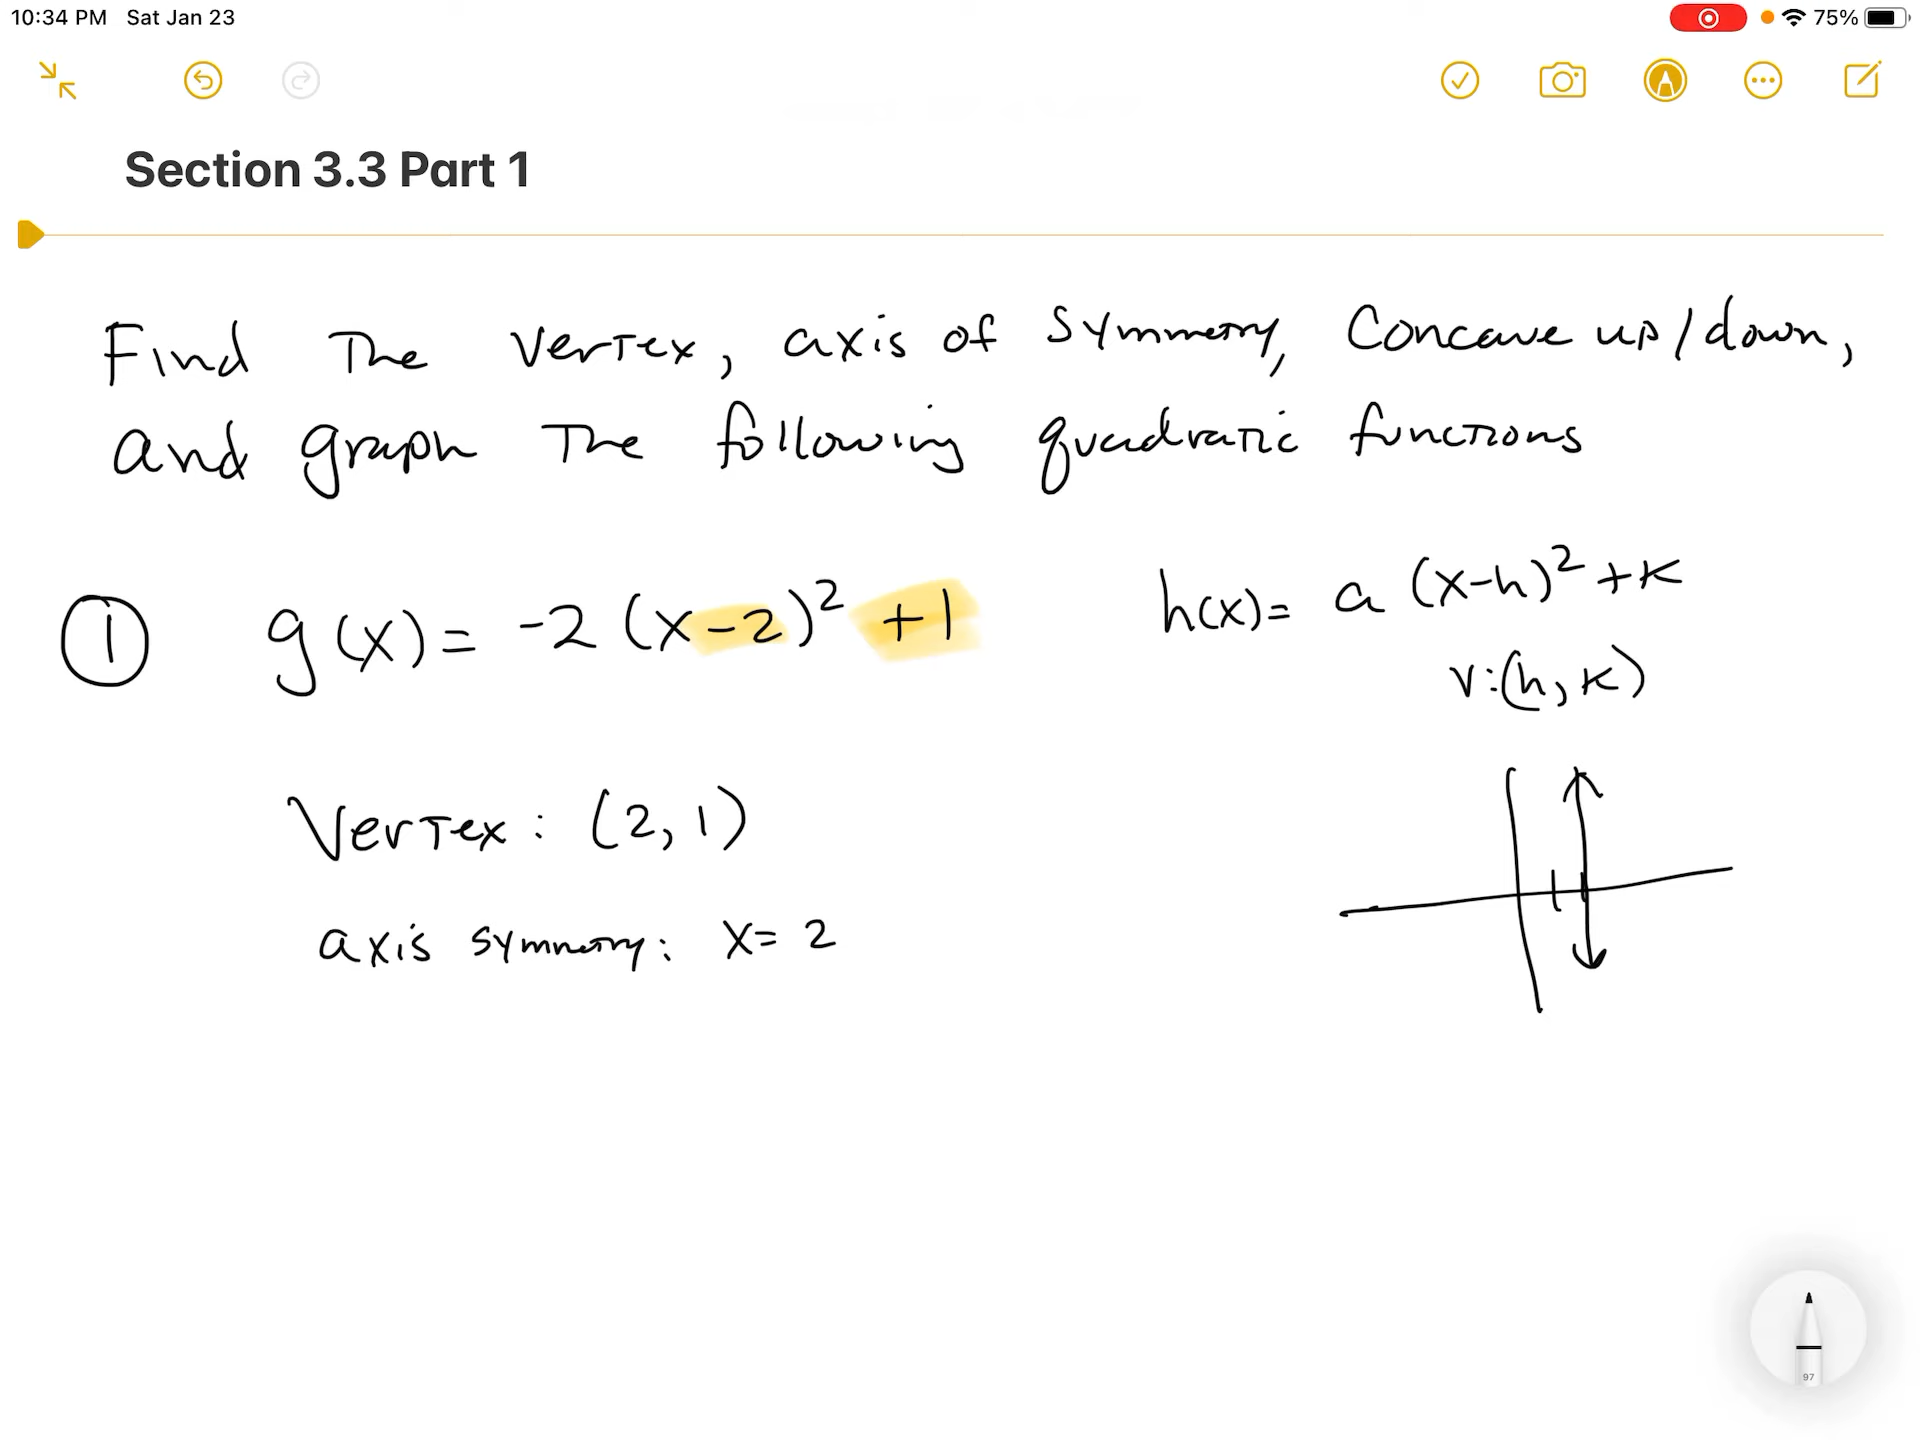 10:34 PM Sat Jan 23
75%
Section 3.3 Part 1
Find The Vertex, axis of Symmetry, Concave up/down,
and graph The following quadratic functions
① g(x) = -2 (x-2)² +1
h(x) = a (x-h)² +k
V:(h,k)
Vertex: (2,1)
axis symmetry: x= 2
97